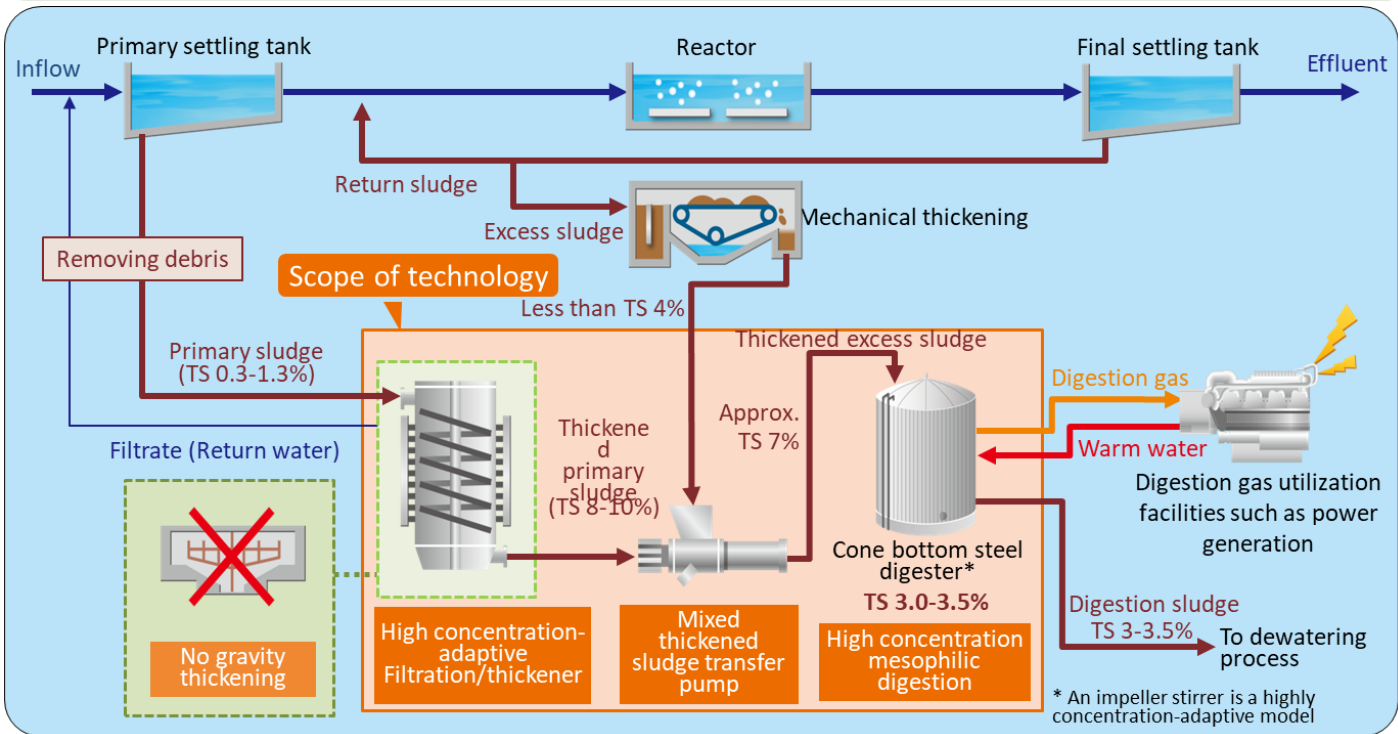 Primary settling tank
Reactor
Final settling tank
Inflow
Effluent
Return sludge
Excess sludge
Mechanical thickening
Removing debris
Scope of technology
Less than TS 4%
Primary sludge
(TS 0.3-1.3%)
Thickened excess sludge
Digestion gas
Approx.
TS 7%
Thickene
d
primary
sludge
(TS 8-10%)
Filtrate (Return water)
Warm water
Digestion gas utilization
facilities such as power
generation
Cone bottom steel
digester*
TS 3.0-3.5%
Digestion sludge
TS 3-3.5%
To dewatering
process
No gravity
thickening
High concentration-
adaptive
Filtration/thickener
Mixed
thickened
sludge transfer
pump
High concentration
mesophilic
digestion
* An impeller stirrer is a highly
concentration-adaptive model